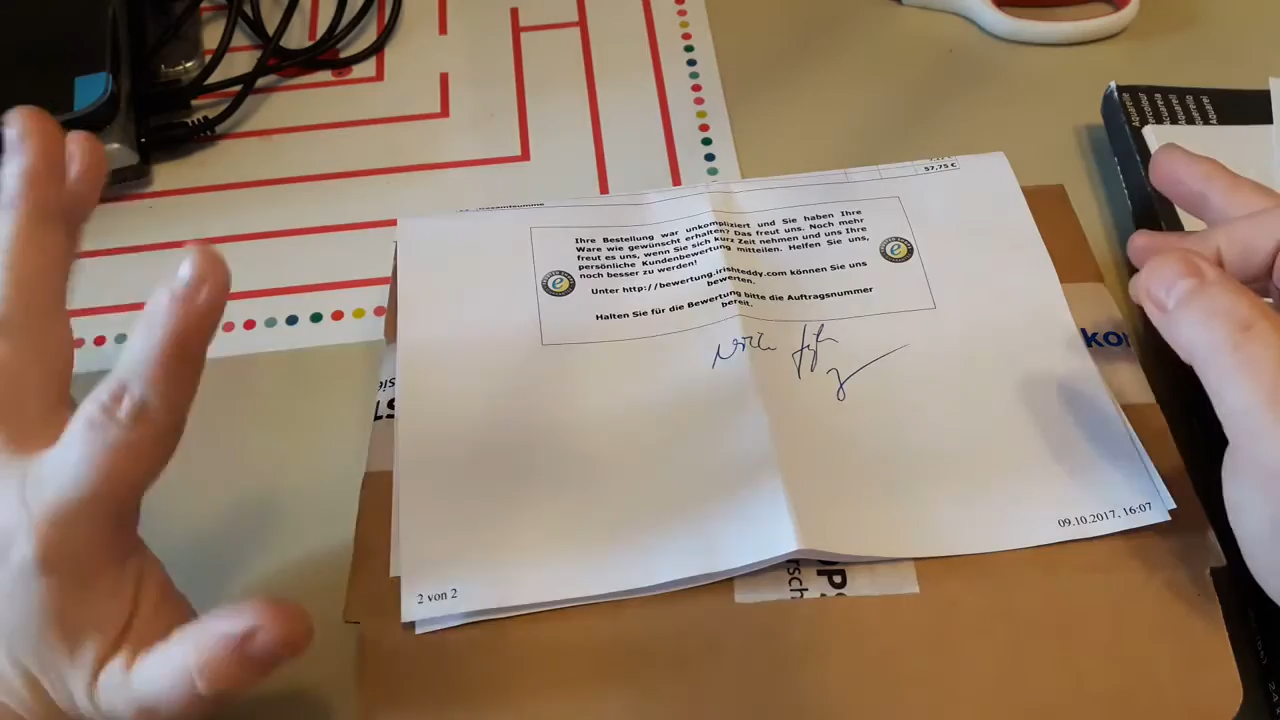 57,75 €
Ihre Bestellung war unkompliziert und Sie haben Ihre
Ware wie gewünscht erhalten? Das freut uns. Noch mehr
freut es uns, wenn Sie sich kurz Zeit nehmen und uns Ihre
persönliche Kundenbewertung mitteilen. Helfen Sie uns,
noch besser zu werden!
Unter http://bewertung.irishteddy.com können Sie uns
bewerten.
Halten Sie für die Bewertung bitte die Auftragsnummer
bereit.
09.10.2017, 16:07
2 von 2
Aquarelle
Acuarela
Aquarell
Aquarel